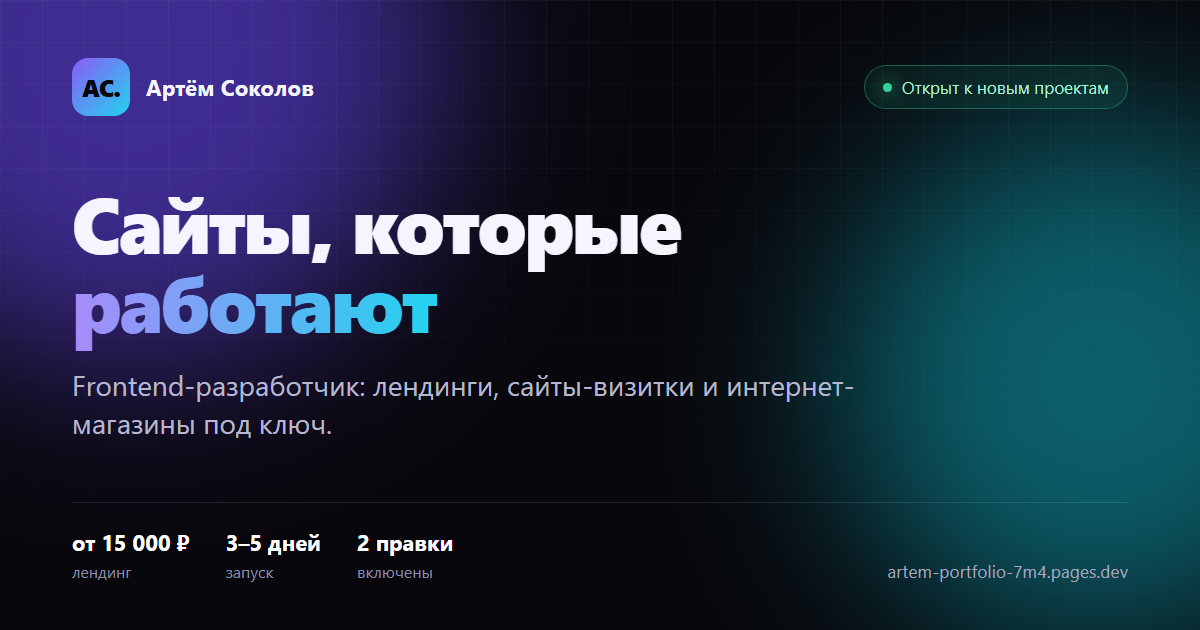 АС.
Артём Соколов
Открыт к новым проектам
Сайты, которые
работают
Frontend-разработчик: лендинги, сайты-визитки и интернет-
магазины под ключ.
от 15 000 ₽
лендинг
3–5 дней
запуск
2 правки
включены
artem-portfolio-7m4.pages.dev